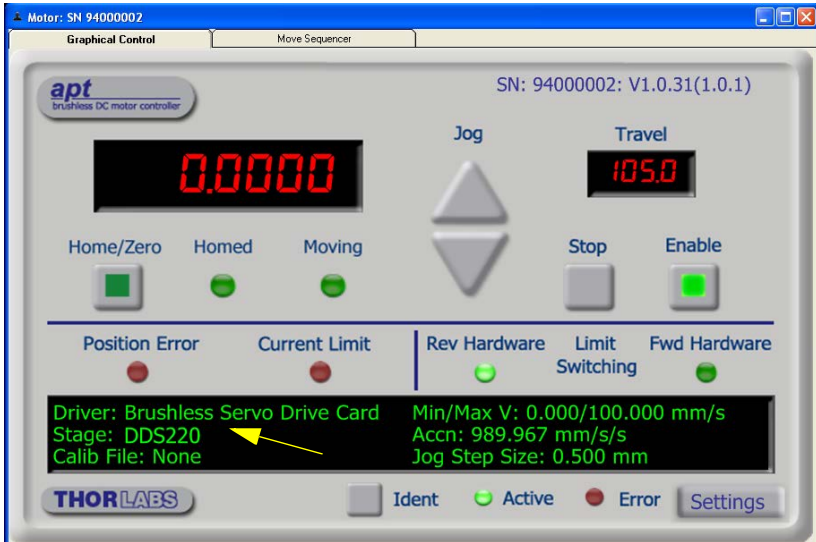 Motor: SN 94000002
Graphical Control
Move Sequencer
apt
brushless DC motor controller
SN: 94000002: V1.0.31(1.0.1)
Jog
Travel
0.0000
105.0
Home/Zero
Homed
Moving
Stop
Enable
Position Error
Current Limit
Rev Hardware
Limit
Switching
Fwd Hardware
Driver: Brushless Servo Drive Card
Stage: DDS220
Calib File: None
Min/Max V: 0.000/100.000 mm/s
Accn: 989.967 mm/s/s
Jog Step Size: 0.500 mm
THORLABS
Ident
Active
Error
Settings